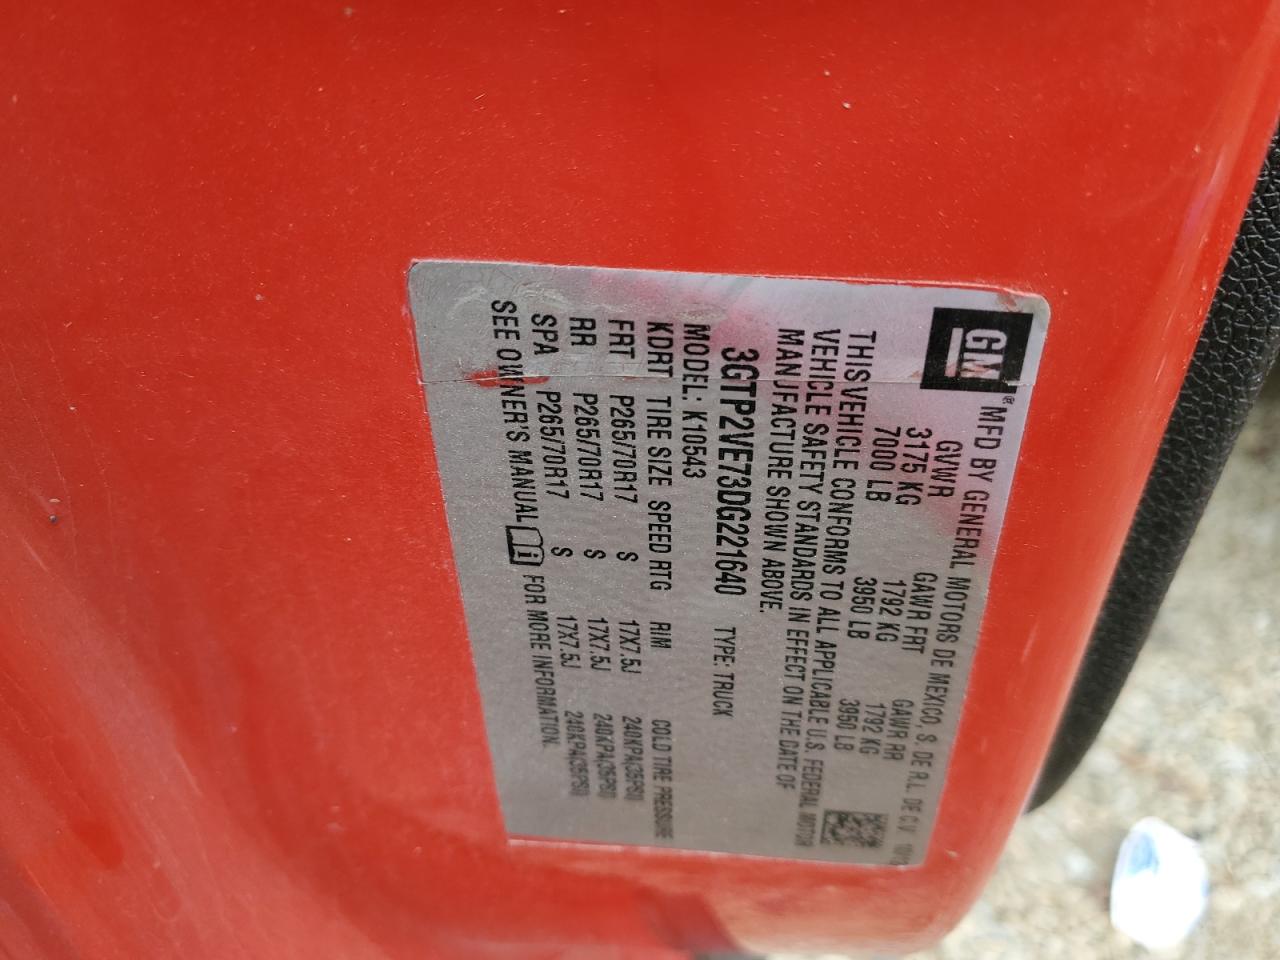 GM
® MFD BY GENERAL MOTORS DE MEXICO, S. DE R.L. DE C.V
GVWR GAWR FRT GAWR RR
3175 KG 1792 KG 1792 KG
7000 LB 3950 LB 3950 LB
THIS VEHICLE CONFORMS TO ALL APPLICABLE U.S. FEDERAL MOTOR
VEHICLE SAFETY STANDARDS IN EFFECT ON THE DATE OF
MANUFACTURE SHOWN ABOVE.
3GTP2VE73DG221640 TYPE: TRUCK
MODEL: K10543
KDRT TIRE SIZE SPEED RTG RIM COLD TIRE PRESSURE
FRT P265/70R17 S 17X7.5J 240KPA(35PSI)
RR P265/70R17 S 17X7.5J 240KPA(35PSI)
SPA P265/70R17 S 17X7.5J 240KPA(35PSI)
SEE OWNER'S MANUAL FOR MORE INFORMATION.